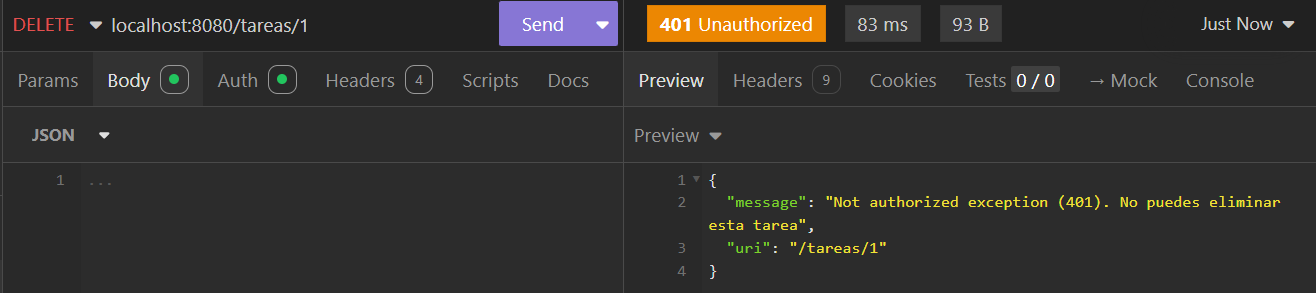 DELETE localhost:8080/tareas/1 Send 401 Unauthorized 83 ms 93 B Just Now
Params Body Auth Headers 4 Scripts Docs Preview Headers 9 Cookies Tests 0 / 0 → Mock Console
JSON Preview
1 ...
1 {
2 "message": "Not authorized exception (401). No puedes eliminar
esta tarea",
3 "uri": "/tareas/1"
4 }